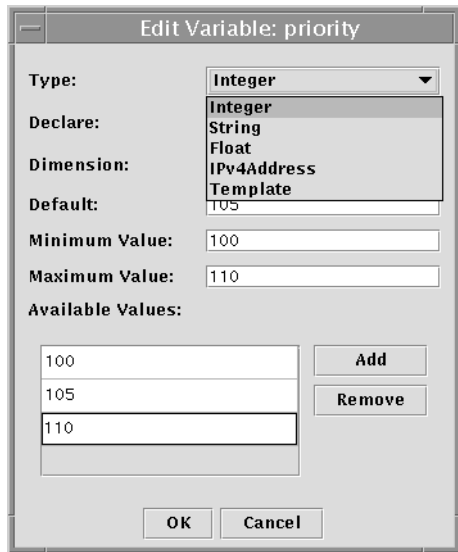 Edit Variable: priority
Type: Integer
Integer
Declare: String
Float
Dimension: IPv4Address
Template
Default: 105
Minimum Value: 100
Maximum Value: 110
Available Values:
100 Add
105 Remove
110
OK Cancel